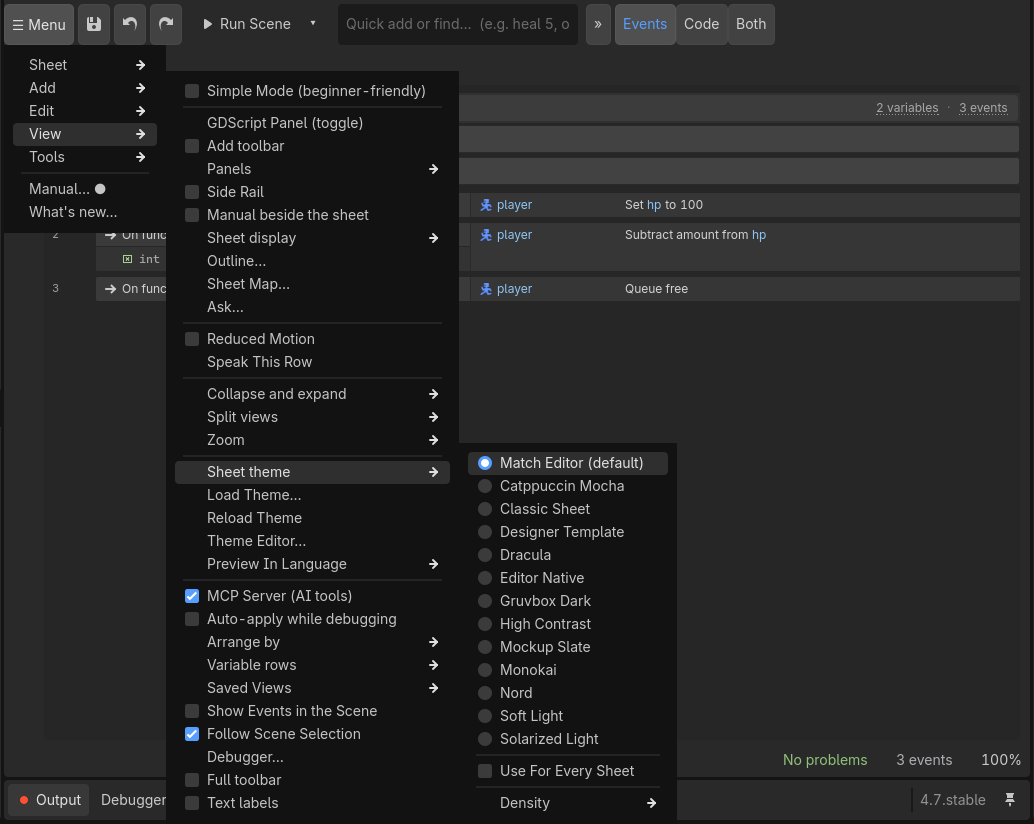 Menu
Run Scene
Quick add or find... (e.g. heal 5, o
»
Events
Code
Both
Sheet
Add
Edit
View
Tools
Manual...
What's new...
Simple Mode (beginner-friendly)
GDScript Panel (toggle)
Add toolbar
Panels
Side Rail
Manual beside the sheet
Sheet display
Outline...
Sheet Map...
Ask...
Reduced Motion
Speak This Row
Collapse and expand
Split views
Zoom
Sheet theme
Load Theme...
Reload Theme
Theme Editor...
Preview In Language
MCP Server (AI tools)
Auto-apply while debugging
Arrange by
Variable rows
Saved Views
Show Events in the Scene
Follow Scene Selection
Debugger...
Full toolbar
Text labels
Match Editor (default)
Catppuccin Mocha
Classic Sheet
Designer Template
Dracula
Editor Native
Gruvbox Dark
High Contrast
Mockup Slate
Monokai
Nord
Soft Light
Solarized Light
Use For Every Sheet
Density
2 variables · 3 events
player Set hp to 100
2 On func player Subtract amount from hp
int
3 On func player Queue free
No problems 3 events 100%
Output Debugger 4.7.stable